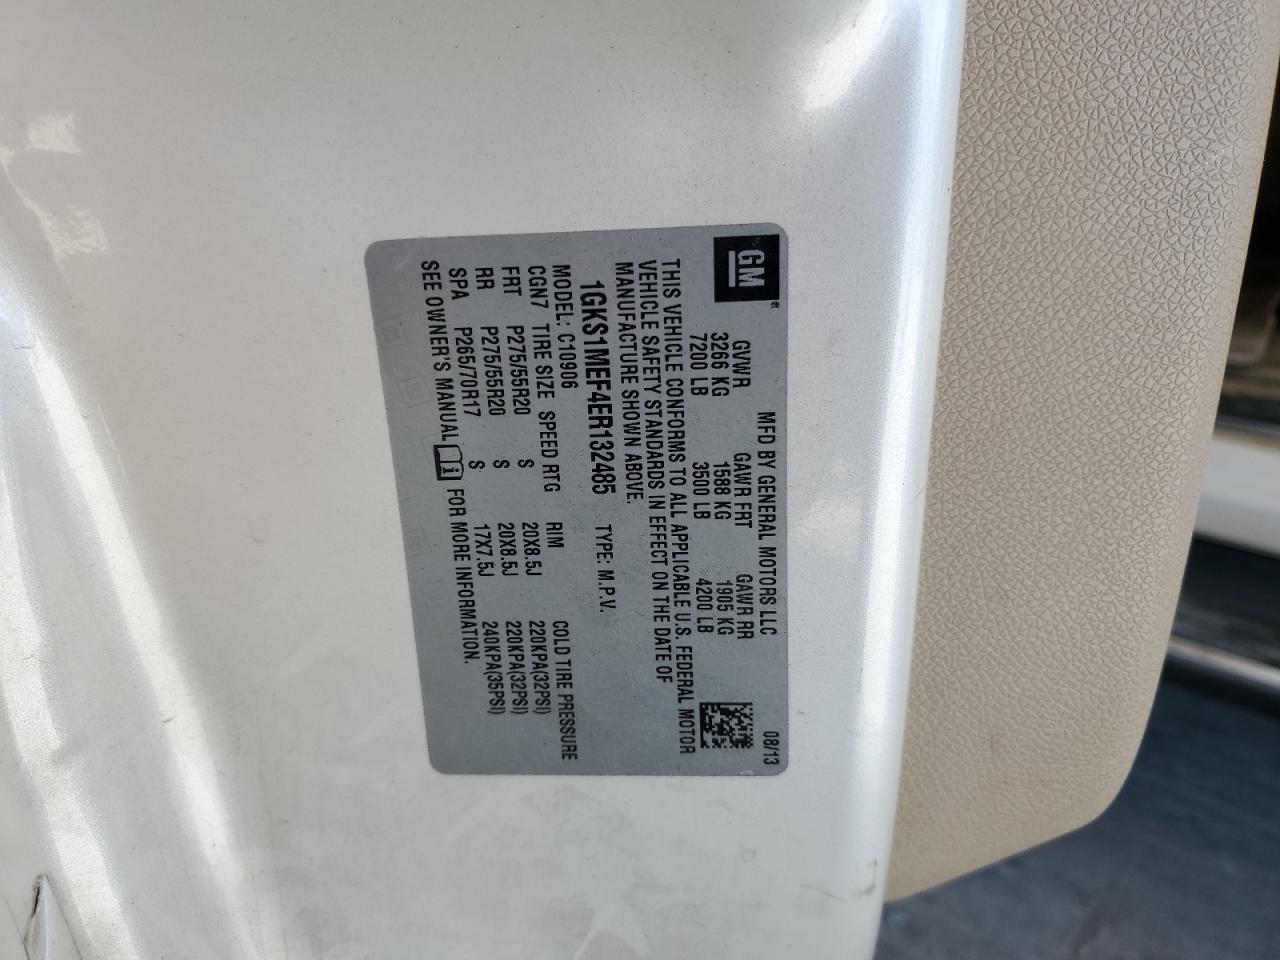 GM
MFD BY GENERAL MOTORS LLC 08/13
GVWR GAWR FRT GAWR RR
3266 KG 1588 KG 1905 KG
7200 LB 3500 LB 4200 LB
THIS VEHICLE CONFORMS TO ALL APPLICABLE U.S. FEDERAL MOTOR
VEHICLE SAFETY STANDARDS IN EFFECT ON THE DATE OF
MANUFACTURE SHOWN ABOVE.
1GKS1MEF4ER132485 TYPE: M.P.V.
MODEL: C10906
CGN7 TIRE SIZE SPEED RTG RIM COLD TIRE PRESSURE
FRT P275/55R20 S 20X8.5J 220KPA(32PSI)
RR P275/55R20 S 20X8.5J 220KPA(32PSI)
SPA P265/70R17 S 17X7.5J 240KPA(35PSI)
SEE OWNER'S MANUAL FOR MORE INFORMATION.